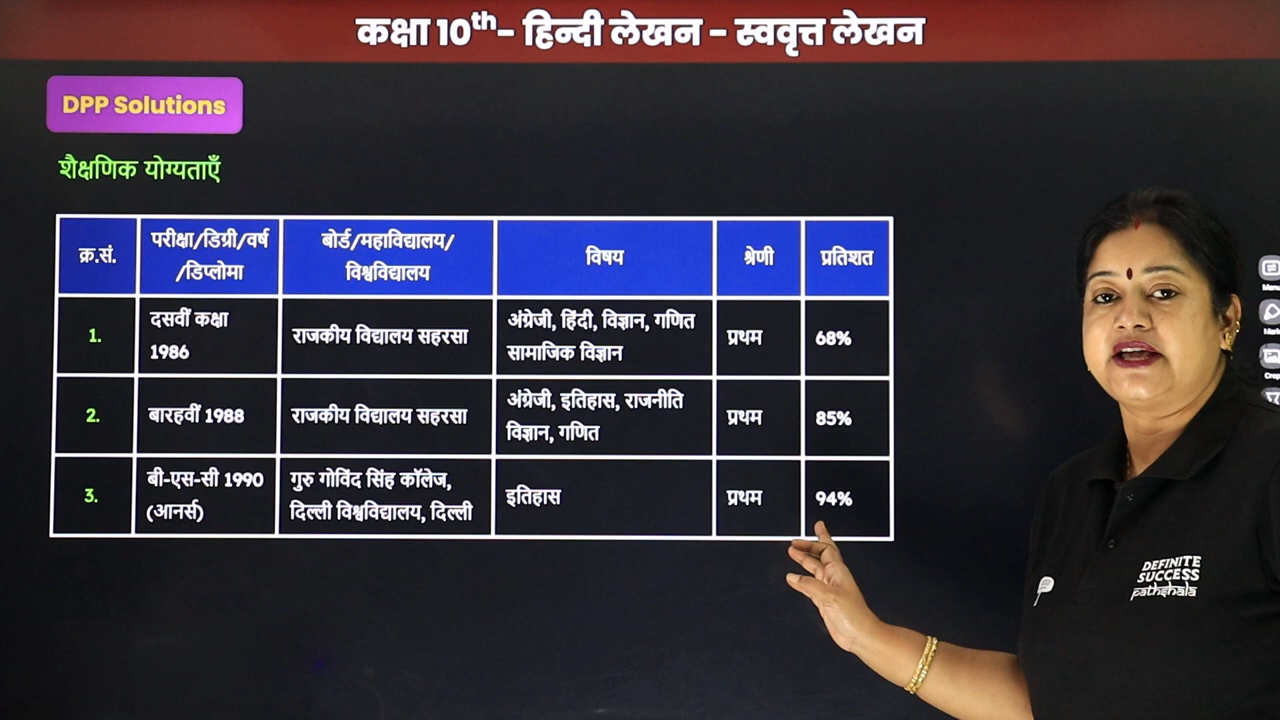 कक्षा 10th- हिन्दी लेखन - स्ववृत्त लेखन
DPP Solutions
शैक्षणिक योग्यताएँ
क्र.सं.
परीक्षा/डिग्री/वर्ष
/डिप्लोमा
बोर्ड/महाविद्यालय/
विश्वविद्यालय
विषय
श्रेणी
प्रतिशत
1.
दसवीं कक्षा
1986
राजकीय विद्यालय सहरसा
अंग्रेजी, हिंदी, विज्ञान, गणित
सामाजिक विज्ञान
प्रथम
68%
2.
बारहवीं 1988
राजकीय विद्यालय सहरसा
अंग्रेजी, इतिहास, राजनीति
विज्ञान, गणित
प्रथम
85%
3.
बी-एस-सी 1990
(आनर्स)
गुरु गोविंद सिंह कॉलेज,
दिल्ली विश्वविद्यालय, दिल्ली
इतिहास
प्रथम
94%
DEFINITE
SUCCESS
pathshala
Menu